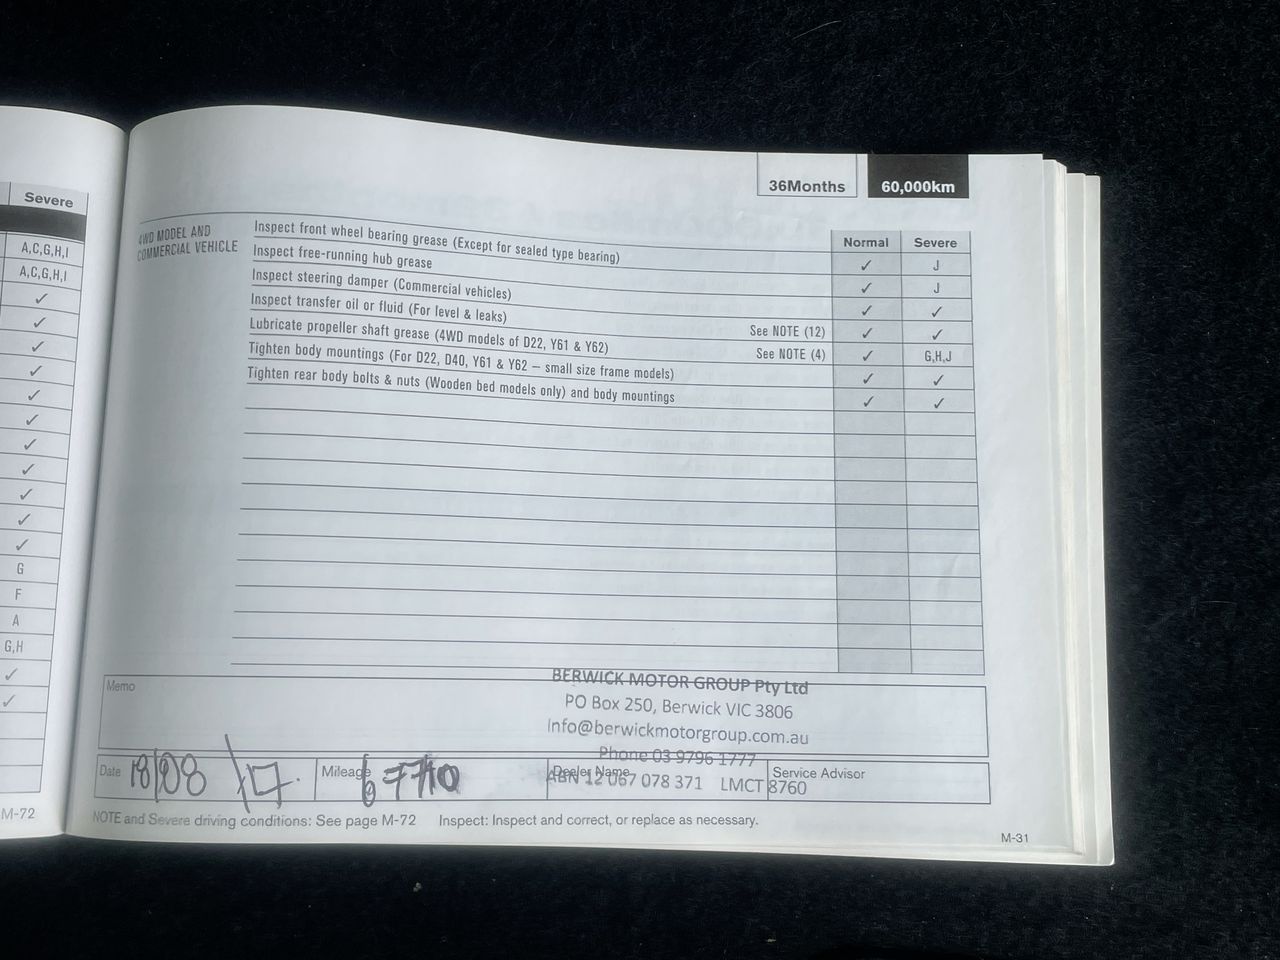 Severe
A,C,G,H,I
A,C,G,H,I
✓
✓
✓
✓
✓
✓
✓
✓
✓
✓
✓
G
F
A
G,H
✓
✓
M-72
36Months 60,000km
4WD MODEL AND
COMMERCIAL VEHICLE
Normal Severe
Inspect front wheel bearing grease (Except for sealed type bearing) ✓ J
Inspect free-running hub grease ✓ J
Inspect steering damper (Commercial vehicles) ✓ ✓
Inspect transfer oil or fluid (For level & leaks) See NOTE (12) ✓ ✓
Lubricate propeller shaft grease (4WD models of D22, Y61 & Y62) See NOTE (4) ✓ G,H,J
Tighten body mountings (For D22, D40, Y61 & Y62 – small size frame models) ✓ ✓
Tighten rear body bolts & nuts (Wooden bed models only) and body mountings ✓ ✓
Memo
BERWICK MOTOR GROUP Pty Ltd
PO Box 250, Berwick VIC 3806
Info@berwickmotorgroup.com.au
Phone 03 9796 1777
ABN 12 067 078 371 LMCT 8760
Date 18/08/17. Mileage Dealer Name Service Advisor
NOTE and Severe driving conditions: See page M-72 Inspect: Inspect and correct, or replace as necessary.
M-31